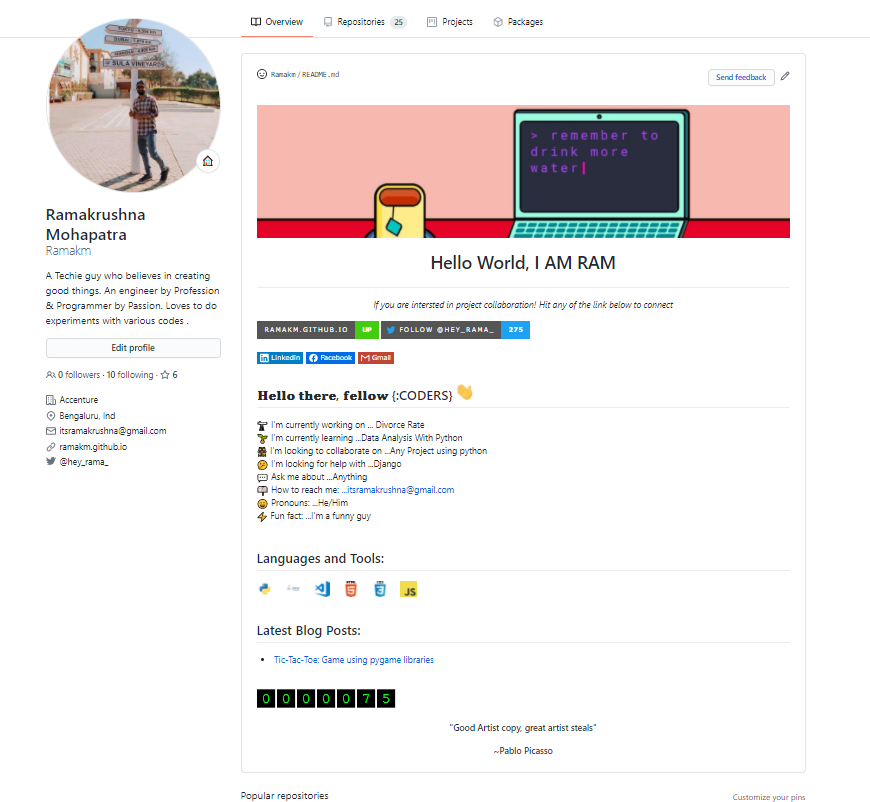 Overview
Repositories 25
Projects
Packages
SULA VINEYARDS
Ramakrushna
Mohapatra
Ramakm
A Techie guy who believes in creating
good things. An engineer by Profession
& Programmer by Passion. Loves to do
experiments with various codes .
Edit profile
0 followers · 10 following · 6
Accenture
Bengaluru, Ind
itsramakrushna@gmail.com
ramakm.github.io
@hey_rama_
Ramakm / README.md
Send feedback
> remember to
drink more
water
Hello World, I AM RAM
If you are intersted in project collaboration! Hit any of the link below to connect
RAMAKM.GITHUB.IO UP FOLLOW @HEY_RAMA_ 275
LinkedIn Facebook Gmail
Hello there, fellow {;CODERS} 👋
I'm currently working on ... Divorce Rate
I'm currently learning ...Data Analysis With Python
I'm looking to collaborate on ...Any Project using python
I'm looking for help with ...Django
Ask me about ...Anything
How to reach me: ...itsramakrushna@gmail.com
Pronouns: ...He/Him
Fun fact: ...I'm a funny guy
Languages and Tools:
HTML 5 3 JS
Latest Blog Posts:
• Tic-Tac-Toe: Game using pygame libraries
0 0 0 0 0 7 5
"Good Artist copy, great artist steals"
~Pablo Picasso
Popular repositories
Customize your pins